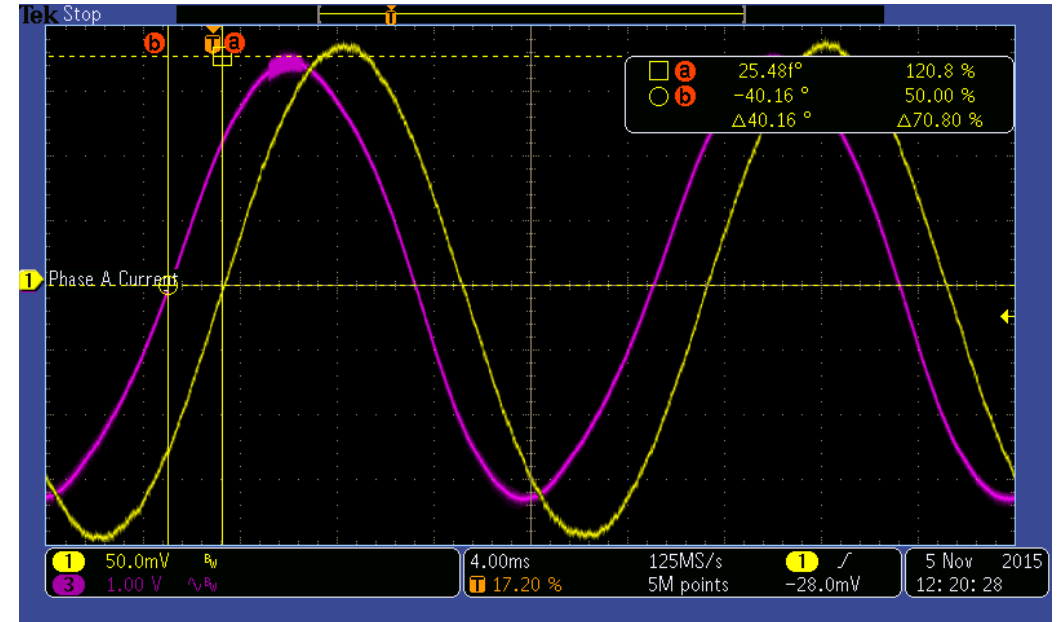 Tek Stop
T
b T a
a 25.48f° 120.8 %
b −40.16 ° 50.00 %
△40.16 ° △70.80 %
1 Phase A Current
1 50.0mV BW 4.00ms 125MS/s 1 5 Nov 2015
3 1.00 V BW T 17.20 % 5M points −28.0mV 12:20:28